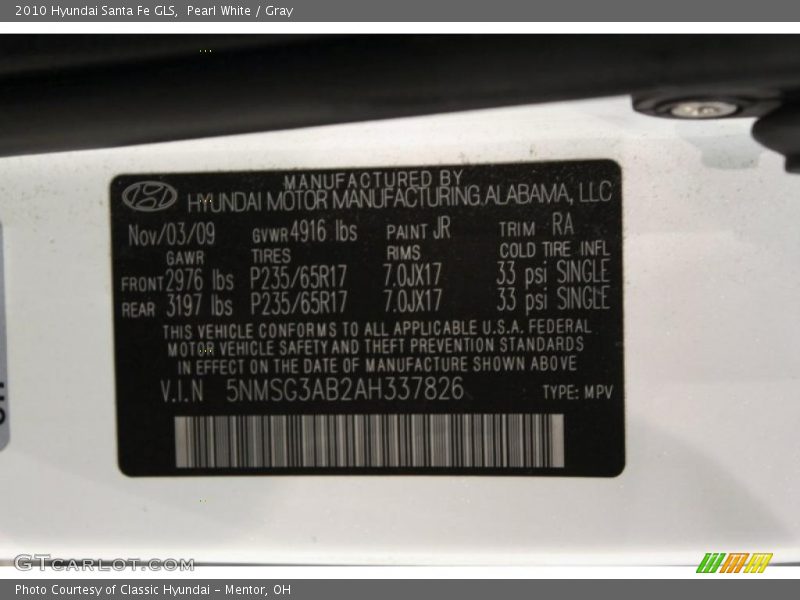 2010 Hyundai Santa Fe GLS, Pearl White / Gray
MANUFACTURED BY
HYUNDAI MOTOR MANUFACTURING ALABAMA, LLC
Nov/03/09 GVWR 4916 lbs PAINT JR TRIM RA
GAWR TIRES RIMS COLD TIRE INFL
FRONT 2976 lbs P235/65R17 7.0JX17 33 psi SINGLE
REAR 3197 lbs P235/65R17 7.0JX17 33 psi SINGLE
THIS VEHICLE CONFORMS TO ALL APPLICABLE U.S.A. FEDERAL
MOTOR VEHICLE SAFETY AND THEFT PREVENTION STANDARDS
IN EFFECT ON THE DATE OF MANUFACTURE SHOWN ABOVE
V.I.N 5NMSG3AB2AH337826 TYPE: MPV
GTCARLOT.COM
Photo Courtesy of Classic Hyundai - Mentor, OH